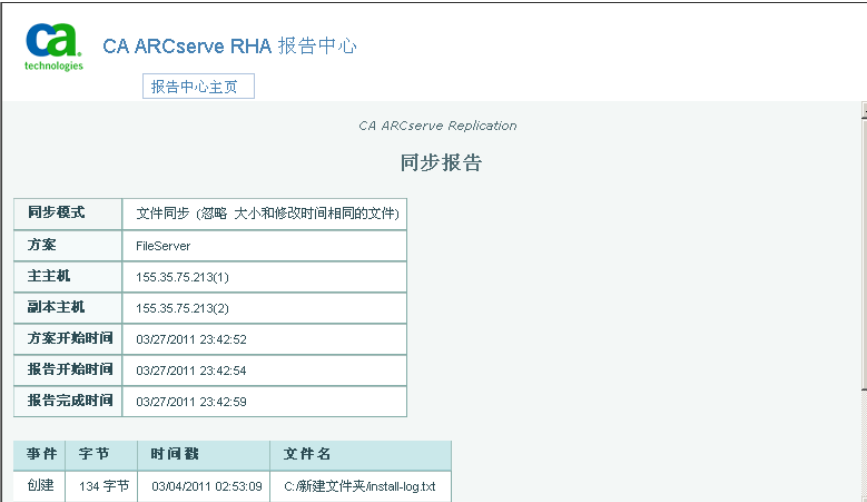 ca.
technologies
CA ARCserve RHA 报告中心
报告中心主页
CA ARCserve Replication
同步报告
同步模式 文件同步 (忽略 大小和修改时间相同的文件)
方案 FileServer
主主机 155.35.75.213(1)
副本主机 155.35.75.213(2)
方案开始时间 03/27/2011 23:42:52
报告开始时间 03/27/2011 23:42:54
报告完成时间 03/27/2011 23:42:59
事件 字节 时间戳 文件名
创建 134 字节 03/04/2011 02:53:09 C:/新建文件夹/install-log.txt